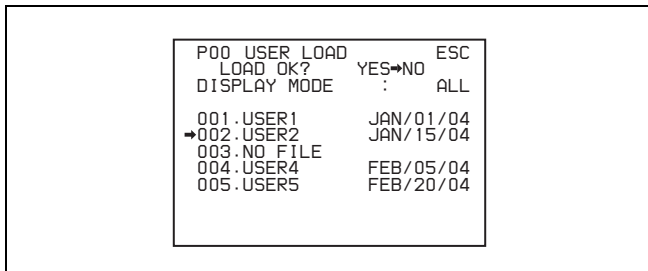 P00 USER LOAD ESC
LOAD OK? YES➡NO
DISPLAY MODE : ALL
001.USER1 JAN/01/04
➡002.USER2 JAN/15/04
003.NO FILE
004.USER4 FEB/05/04
005.USER5 FEB/20/04